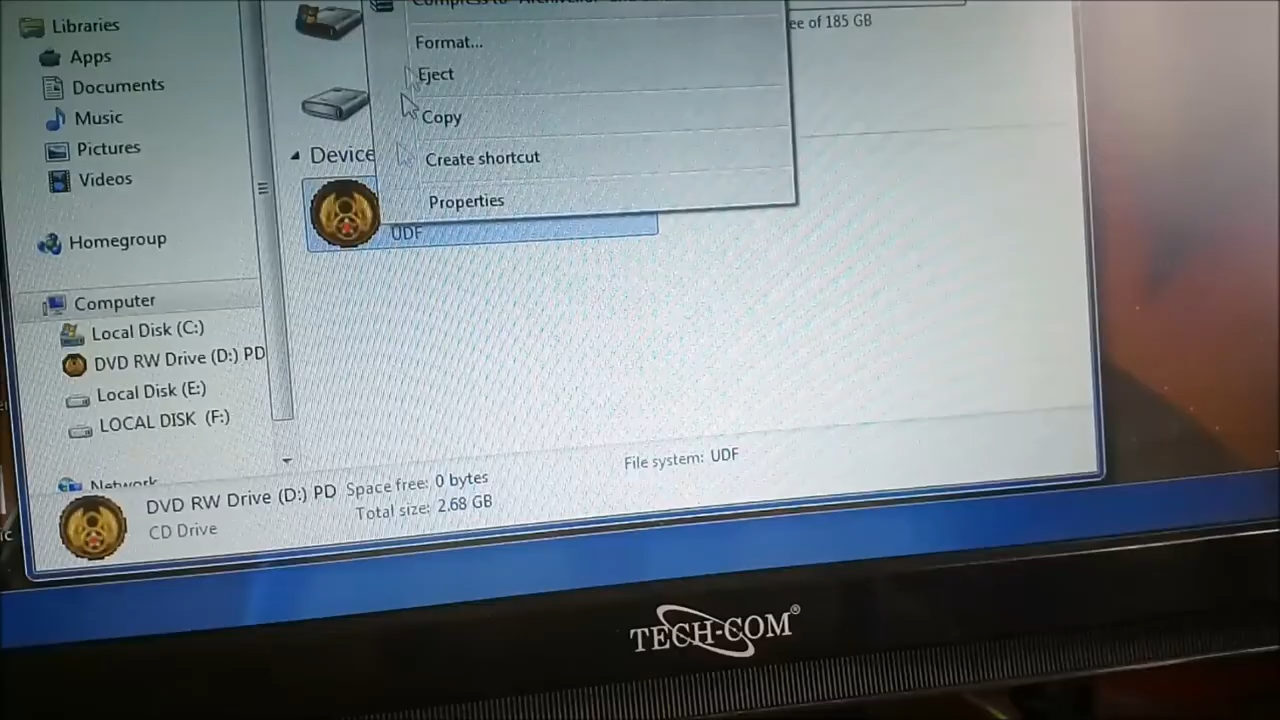 Libraries
Apps
Documents
Music
Pictures
Videos
Homegroup
Computer
Local Disk (C:)
DVD RW Drive (D:) PD
Local Disk (E:)
LOCAL DISK (F:)
Network
ee of 185 GB
Format...
Eject
Copy
Create shortcut
Properties
Device
UDF
DVD RW Drive (D:) PD
CD Drive
Space free: 0 bytes
Total size: 2.68 GB
File system: UDF
TECH-COM®